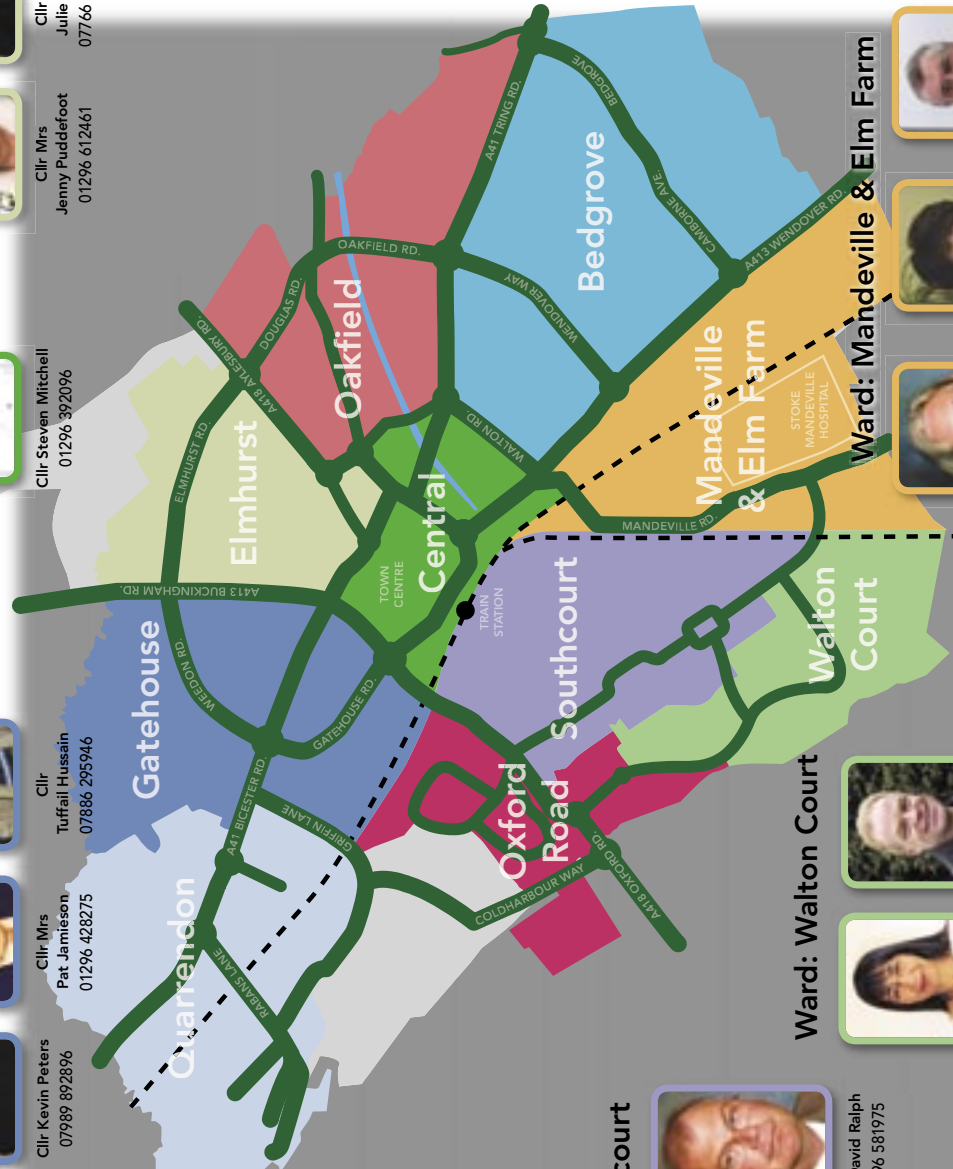 Cllr Kevin Peters
07989 892896
Cllr Mrs
Pat Jamieson
01296 428275
Cllr
Tuffail Hussain
07886 295946
Cllr Steven Mitchell
01296 392096
Cllr Mrs
Jenny Puddefoot
01296 612461
Cllr
Julie
07766
Quarrendon
RABANS LANE
A41 BICESTER RD.
GRIFFIN LANE
Gatehouse
WEEDON RD.
GATEHOUSE RD.
A413 BUCKINGHAM RD.
Elmhurst
ELMHURST RD.
A418 AYLESBURY RD.
A418
DOUGLAS RD.
Oakfield
OAKFIELD RD.
A41 TRING RD.
TOWN
CENTRE
Central
WALTON RD.
TRAIN
STATION
Bedgrove
BEDGROVE
CAMBORNE AVE.
WENDOVER WAY
A413 WENDOVER RD.
Mandeville
& Elm Farm
STOKE
MANDEVILLE
HOSPITAL
MANDEAVILLE RD.
Southcourt
Walton
Court
Oxford
Road
COLDHARBOUR WAY
A418 OXFORD RD.
Ward: Walton Court
Ward: Mandeville & Elm Farm
court
avid Ralph
6 581975